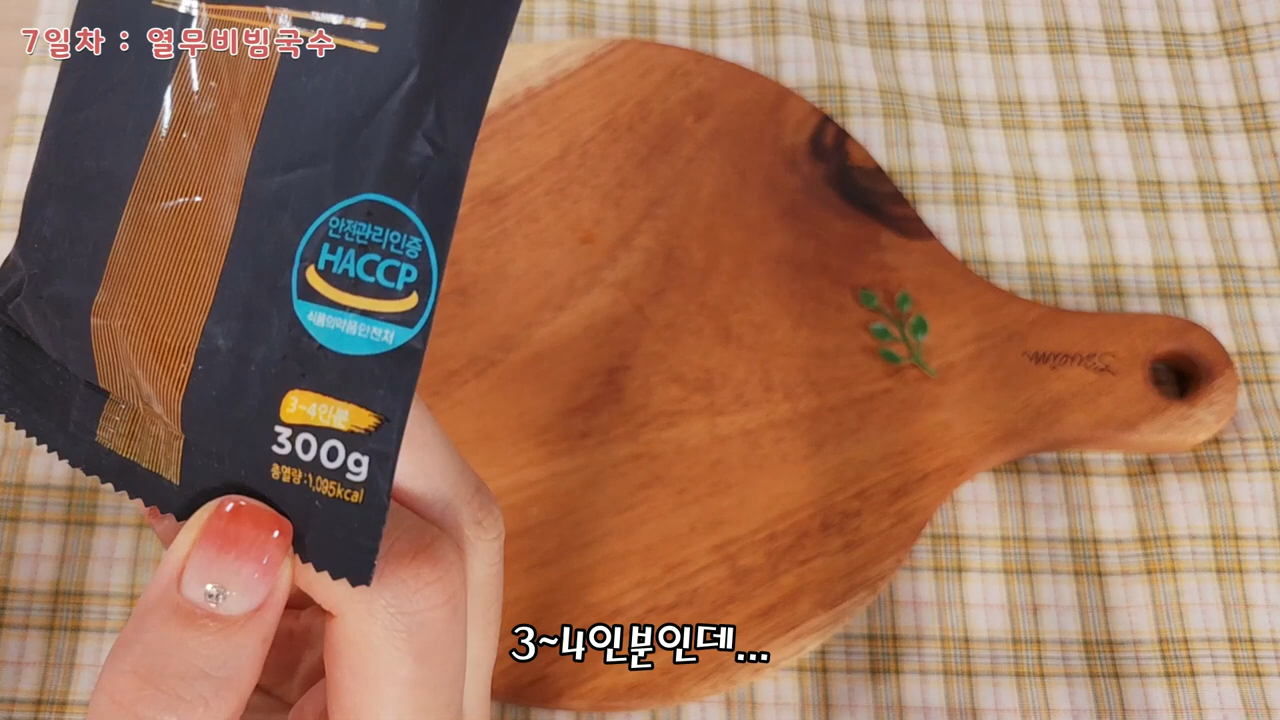 7일차 : 열무비빔국수
안전관리인증
HACCP
식품의약품안전처
3~4인분
300g
총열량:1,095kcal
3~4인분인데...